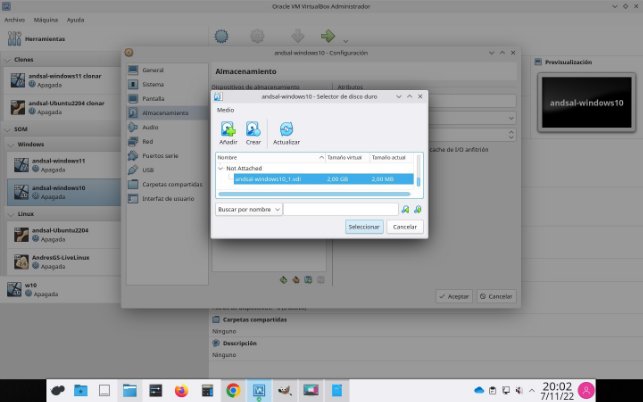 Oracle VM VirtualBox Administrador
Archivo Máquina Ayuda
Herramientas
Clones
andsal-windows11 clonar
Apagada
andsal-Ubuntu2204 clonar
Apagada
SOM
Windows
andsal-windows11
Apagada
andsal-windows10
Apagada
Linux
andsal-Ubuntu2204
Apagada
AndresGS-LiveLinux
Apagada
w10
Apagada
andsal-windows10 - Configuración
General
Sistema
Pantalla
Almacenamiento
Audio
Red
Puertos serie
USB
Carpetas compartidas
Interfaz de usuario
Almacenamiento
Dispositivos de almacenamiento
Atributos
cache de I/O anfitrión
Aceptar
Cancelar
andsal-windows10 - Selector de disco duro
Medio
Añadir Crear Actualizar
Nombre Tamaño virtual Tamaño actual
Not Attached
andsal-windows10_1.vdi 2,00 GB 2,00 MB
Buscar por nombre
Seleccionar Cancelar
Previsualización
andsal-windows10
Carpetas compartidas
Ninguno
Descripción
Ninguno
20:02
7/11/22